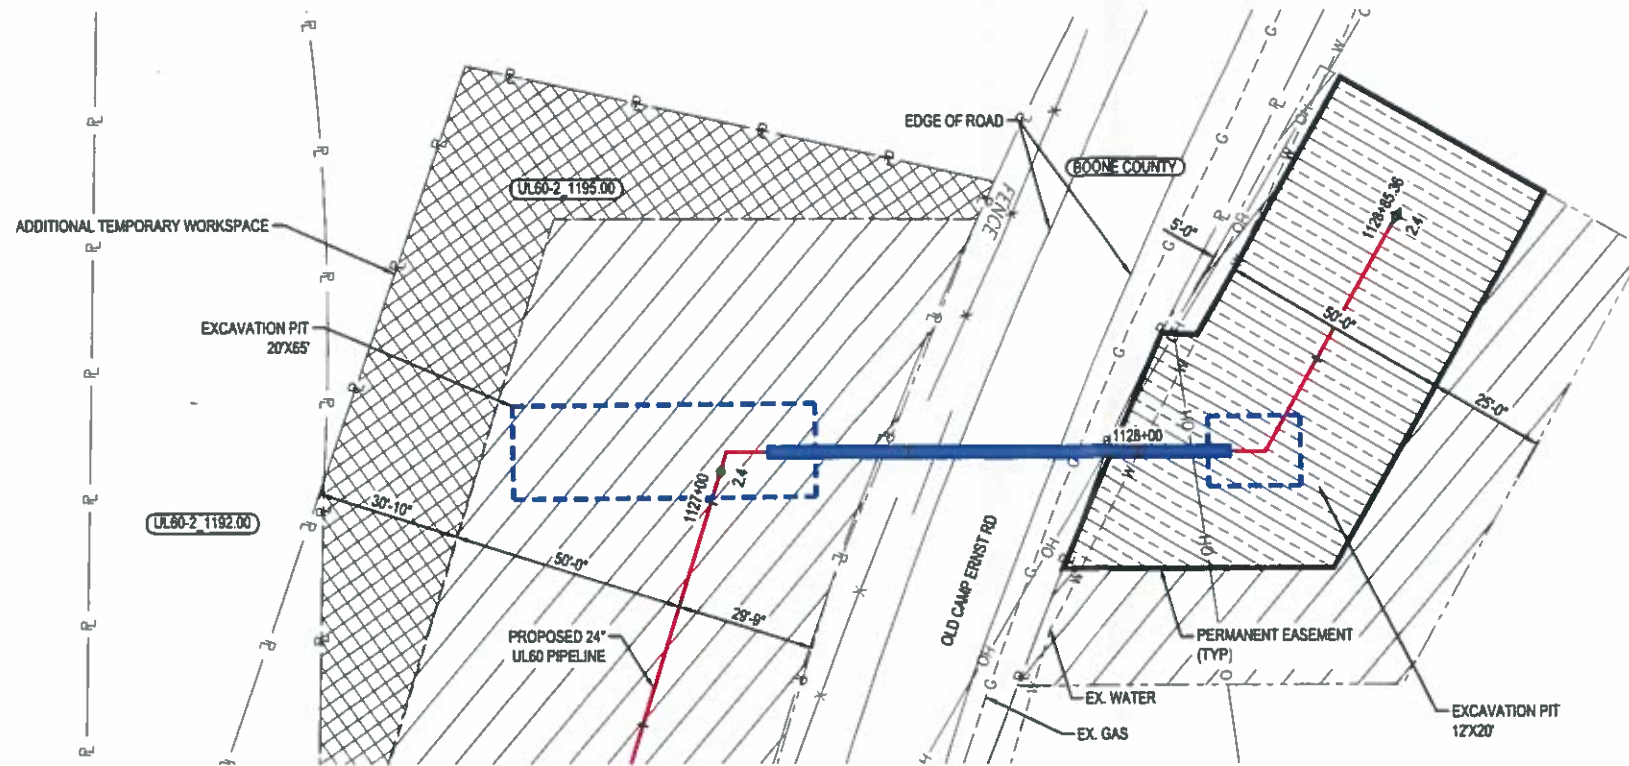 EDGE OF ROAD
BOONE COUNTY
UL60-2_1195.00
FENCE
ADDITIONAL TEMPORARY WORKSPACE
5'-0"
1128+85.36
2.4
EXCAVATION PIT
20'X65'
50'-0"
25'-0"
1128+00
1127+00
2.4
30'-10"
UL60-2_1192.00
50'-0"
29'-9"
OLD CAMP ERNST RD
PROPOSED 24"
UL60 PIPELINE
PERMANENT EASEMENT
(TYP)
EX. WATER
EX. GAS
EXCAVATION PIT
12'X20'